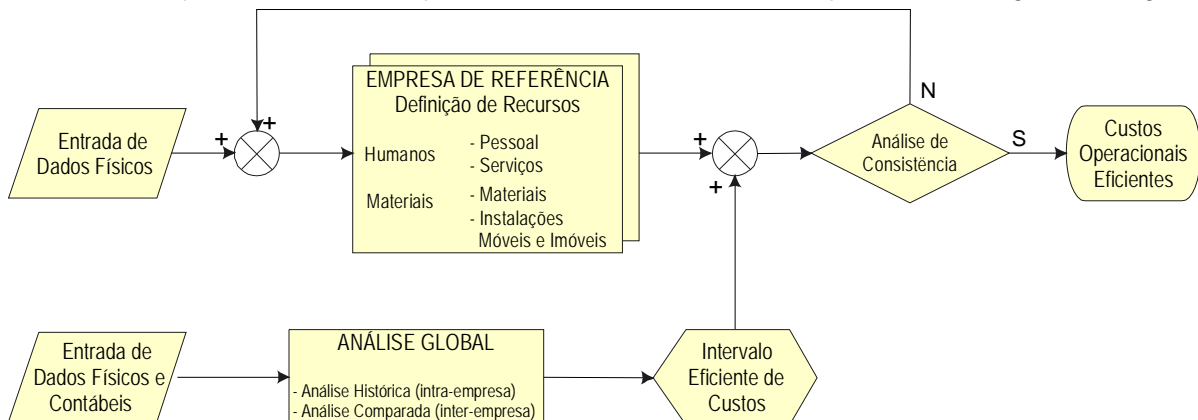 N
EMPRESA DE REFERÊNCIA
Definição de Recursos
Humanos
- Pessoal
- Serviços
Materiais
- Materiais
- Instalações
Móveis e Imóveis
Entrada de
Dados Físicos
+
+
+
+
Análise de
Consistência
S
Custos
Operacionais
Eficientes
Entrada de
Dados Físicos e
Contábeis
ANÁLISE GLOBAL
- Análise Histórica (intra-empresa)
- Análise Comparada (inter-empresa)
Intervalo
Eficiente de
Custos